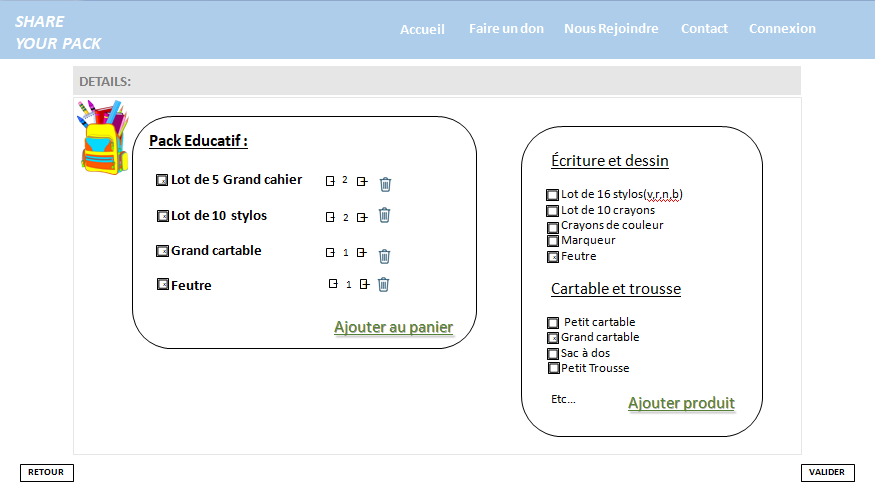 SHARE
YOUR PACK
Accueil Faire un don Nous Rejoindre Contact Connexion
DETAILS:
Pack Educatif :
Lot de 5 Grand cahier 2
Lot de 10 stylos 2
Grand cartable 1
Feutre 1
Ajouter au panier
Écriture et dessin
Lot de 16 stylos(v,r,n,b)
Lot de 10 crayons
Crayons de couleur
Marqueur
Feutre
Cartable et trousse
Petit cartable
Grand cartable
Sac à dos
Petit Trousse
Etc...
Ajouter produit
RETOUR
VALIDER